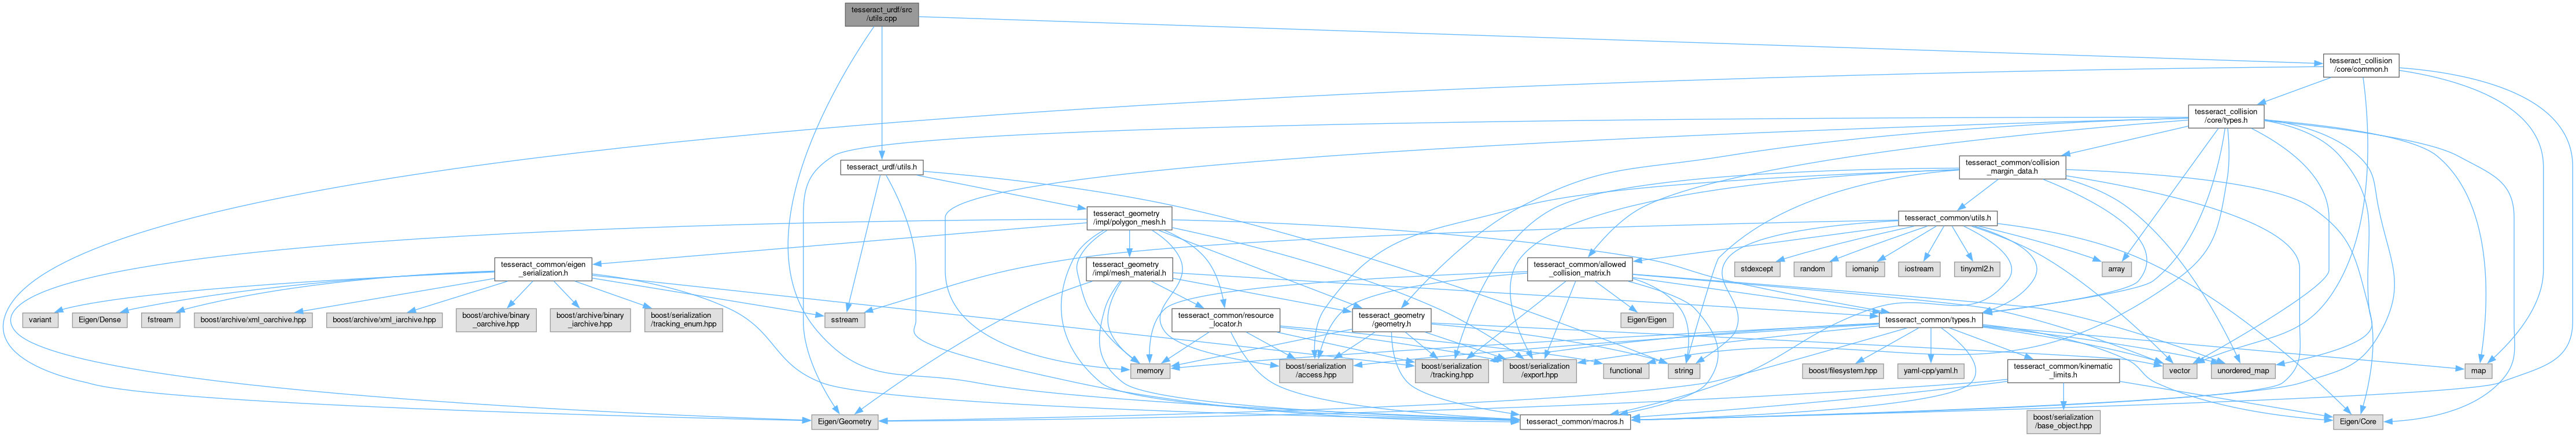 tesseract_urdf/src
/utils.cpp
tesseract_collision
/core/common.h
tesseract_collision
/core/types.h
tesseract_urdf/utils.h
tesseract_common/collision
_margin_data.h
tesseract_geometry
/impl/polygon_mesh.h
tesseract_common/utils.h
tesseract_common/eigen
_serialization.h
tesseract_geometry
/impl/mesh_material.h
tesseract_common/allowed
_collision_matrix.h
stdexcept
random
iomanip
iostream
tinyxml2.h
array
variant
Eigen/Dense
fstream
boost/archive/xml_oarchive.hpp
boost/archive/xml_iarchive.hpp
boost/archive/binary
_oarchive.hpp
boost/archive/binary
_iarchive.hpp
boost/serialization
/tracking_enum.hpp
sstream
tesseract_common/resource
_locator.h
tesseract_geometry
/geometry.h
Eigen/Eigen
tesseract_common/types.h
memory
boost/serialization
/access.hpp
boost/serialization
/tracking.hpp
boost/serialization
/export.hpp
functional
string
boost/filesystem.hpp
yaml-cpp/yaml.h
tesseract_common/kinematic
_limits.h
vector
unordered_map
map
Eigen/Geometry
tesseract_common/macros.h
boost/serialization
/base_object.hpp
Eigen/Core